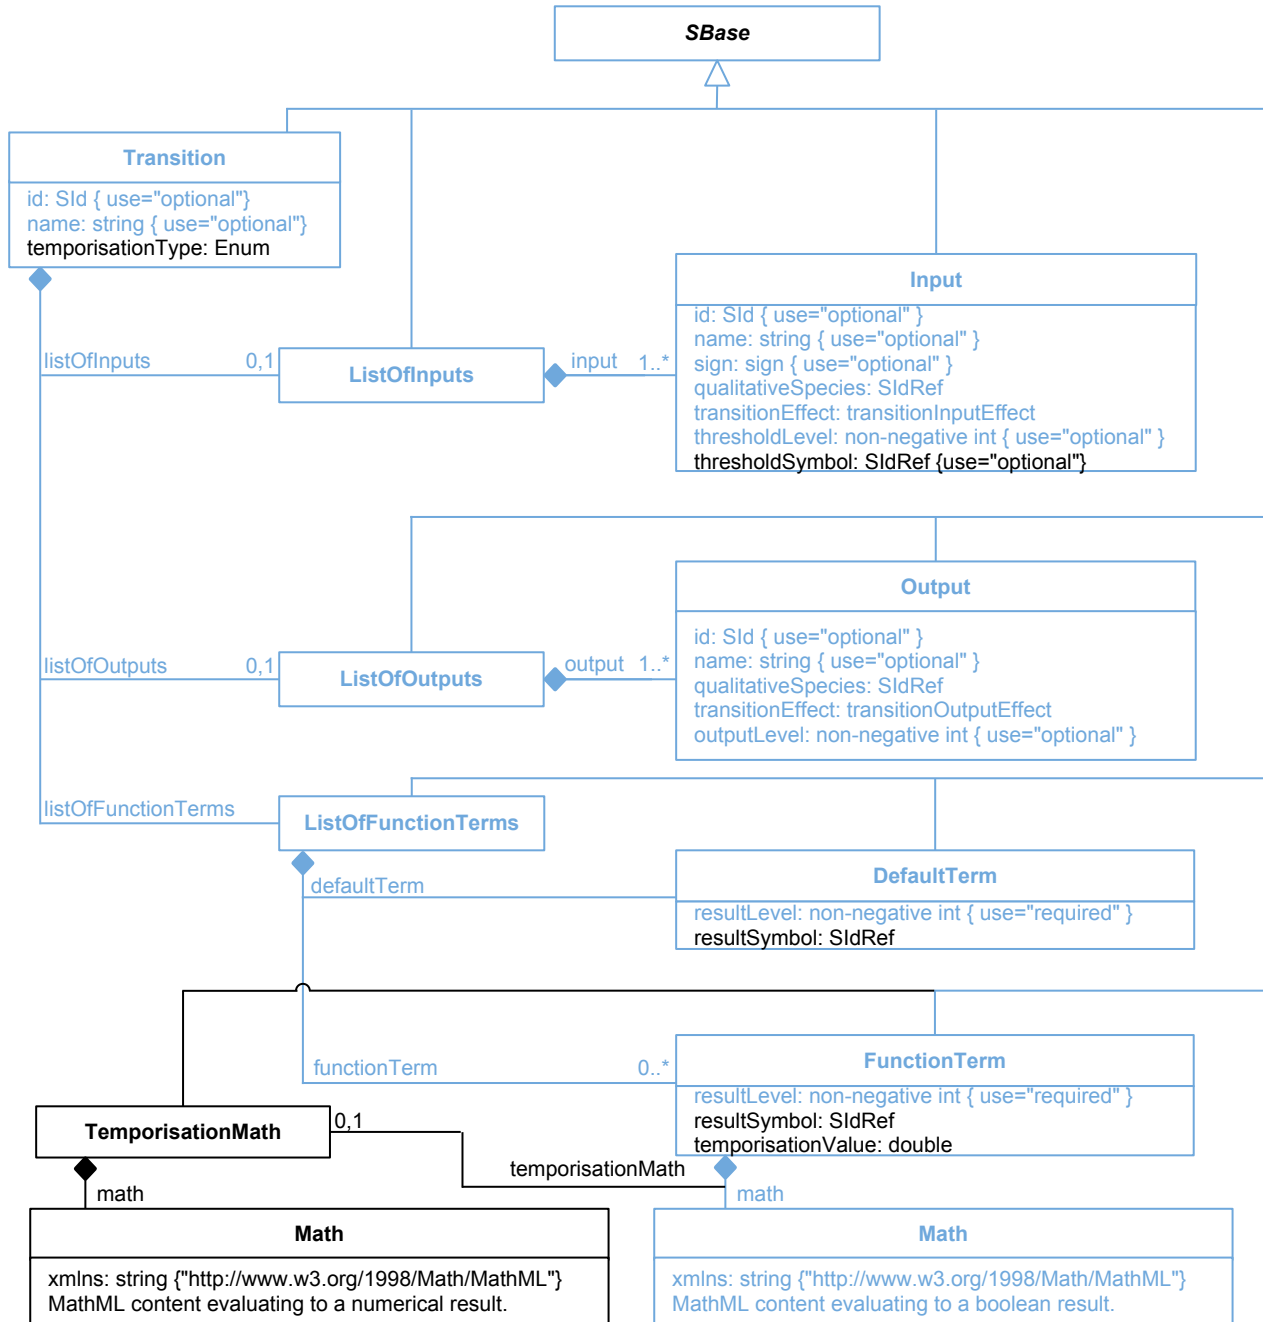 SBase
Transition
id: SId { use="optional"}
name: string { use="optional"}
temporisationType: Enum
Input
id: SId { use="optional" }
name: string { use="optional" }
sign: sign { use="optional" }
qualitativeSpecies: SIdRef
transitionEffect: transitionInputEffect
thresholdLevel: non-negative int { use="optional" }
thresholdSymbol: SIdRef {use="optional"}
listOfInputs 0,1
ListOfInputs
input 1..*
Output
id: SId { use="optional" }
name: string { use="optional" }
qualitativeSpecies: SIdRef
transitionEffect: transitionOutputEffect
outputLevel: non-negative int { use="optional" }
listOfOutputs 0,1
ListOfOutputs
output 1..*
listOfFunctionTerms
ListOfFunctionTerms
defaultTerm
DefaultTerm
resultLevel: non-negative int { use="required" }
resultSymbol: SIdRef
functionTerm 0..*
FunctionTerm
resultLevel: non-negative int { use="required" }
resultSymbol: SIdRef
temporisationValue: double
TemporisationMath
0,1
temporisationMath
math
math
Math
xmlns: string {"http://www.w3.org/1998/Math/MathML"}
MathML content evaluating to a numerical result.
Math
xmlns: string {"http://www.w3.org/1998/Math/MathML"}
MathML content evaluating to a boolean result.